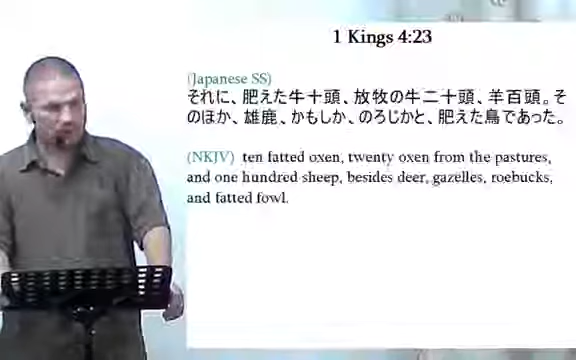 1 Kings 4:23
(Japanese SS)
それに、肥えた牛十頭、放牧の牛二十頭、羊百頭。そ
のほか、雄鹿、かもしか、のろじかと、肥えた鳥であった。
(NKJV) ten fatted oxen, twenty oxen from the pastures,
and one hundred sheep, besides deer, gazelles, roebucks,
and fatted fowl.